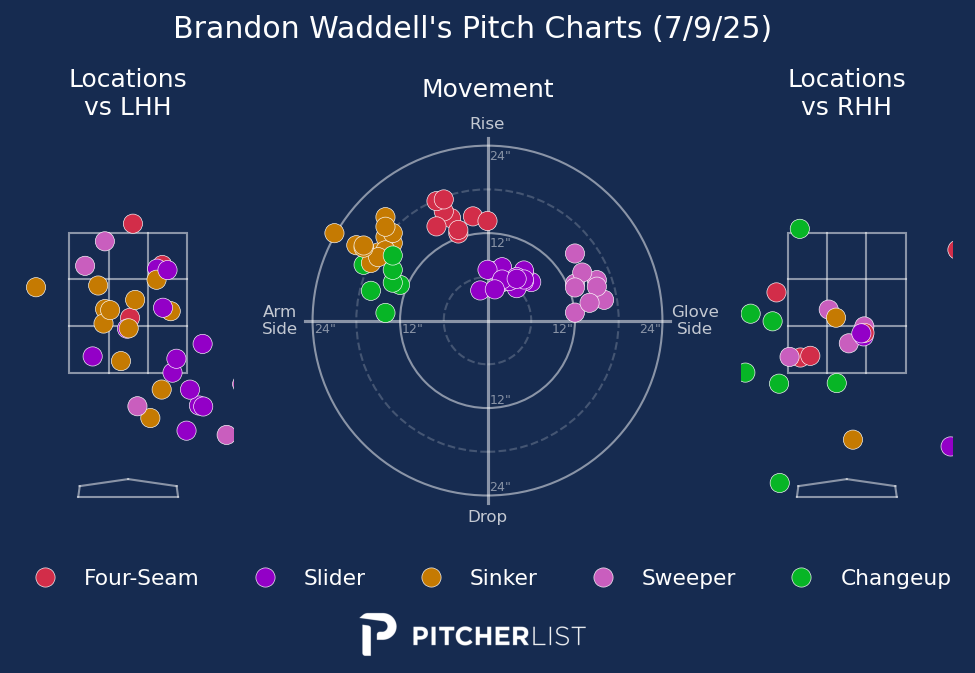 Brandon Waddell's Pitch Charts (7/9/25)
Locations
vs LHH
Movement
Locations
vs RHH
Rise
24"
12"
Arm
Side
24"
12"
12"
24"
Glove
Side
12"
24"
Drop
Four-Seam
Slider
Sinker
Sweeper
Changeup
PITCHERLIST